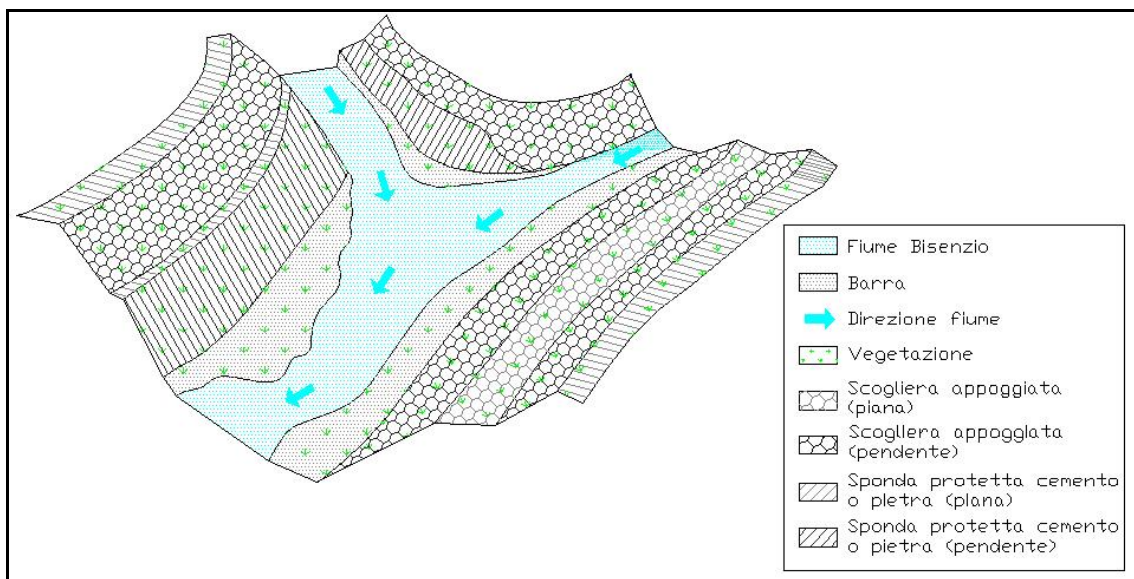 Fiume Bisenzio
Barra
Direzione fiume
Vegetazione
Scogliera appoggiata
(piana)
Scogliera appoggiata
(pendente)
Sponda protetta cemento
o pietra (piana)
Sponda protetta cemento
o pietra (pendente)